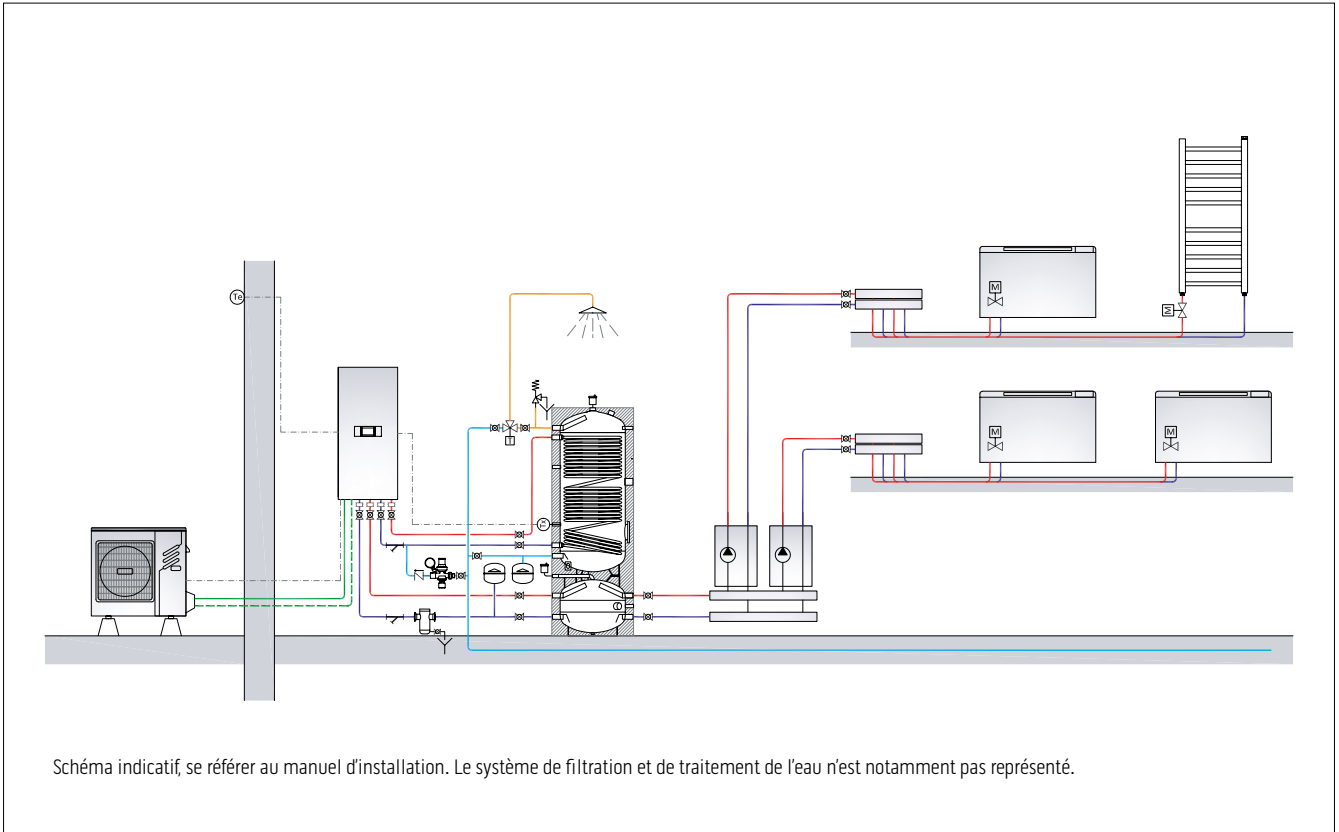 Te
M
M
M
M
Schéma indicatif, se référer au manuel d'installation. Le système de filtration et de traitement de l'eau n'est notamment pas représenté.